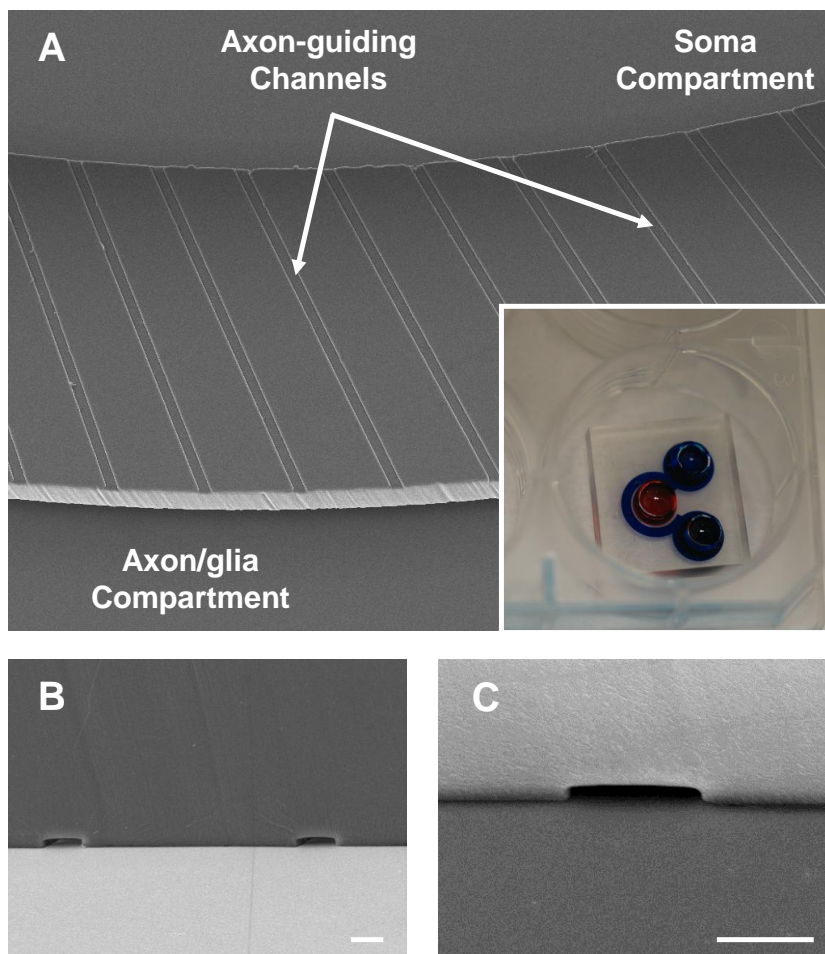 A
Axon-guiding
Channels
Soma
Compartment
Axon/glia
Compartment
B
C